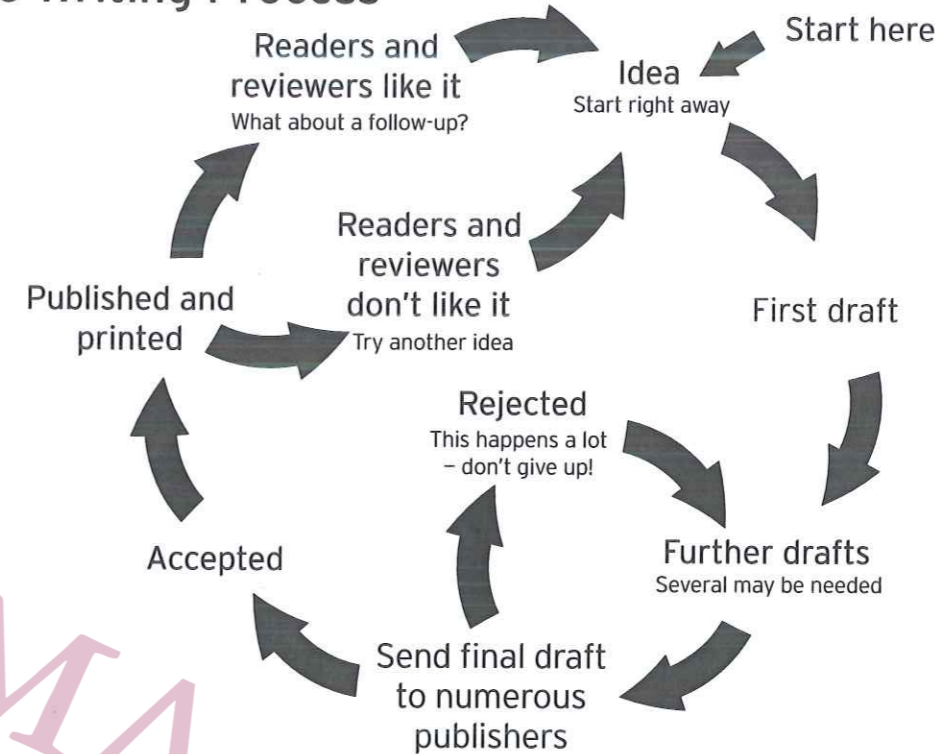 Writing Process
Start here
Idea
Start right away
First draft
Further drafts
Several may be needed
Send final draft
to numerous
publishers
Rejected
This happens a lot
– don't give up!
Accepted
Published and
printed
Readers and
reviewers like it
What about a follow-up?
Readers and
reviewers
don't like it
Try another idea